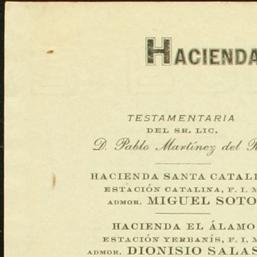 HACIENDA
TESTAMENTARIA
DEL SR. LIC.
D. Pablo Martínez del
HACIENDA SANTA
ESTACIÓN CATALINA, F. I.
ADMOR. MIGUEL SOTO
HACIENDA EL ÁLAMO
ESTACIÓN YERBANÍS, F. I.
ADMOR. DIONISIO SALAS